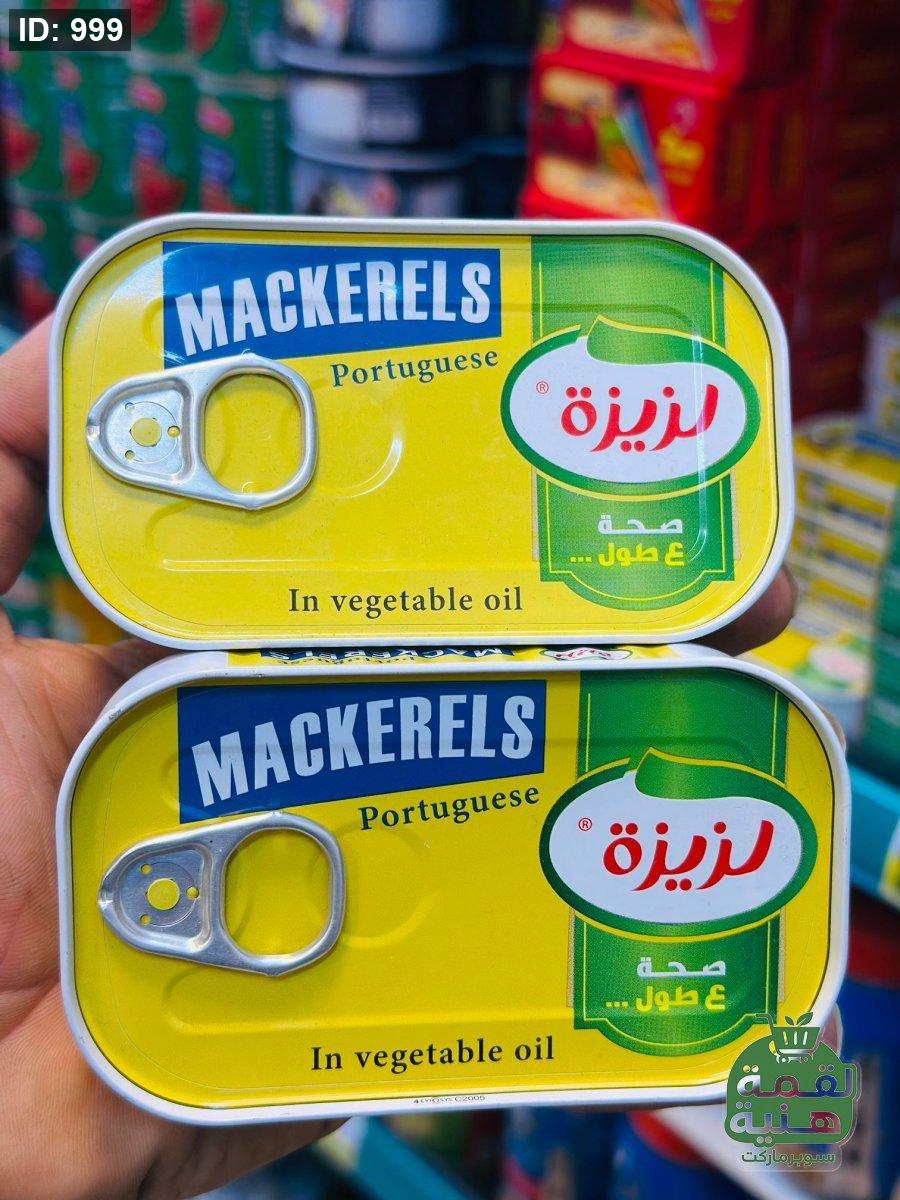 ID: 999
MACKERELS
Portuguese
لزيزة
®
صحة
ع طول ...
In vegetable oil
MACKERELS
MACKERELS
Portuguese
لزيزة
®
صحة
ع طول ...
In vegetable oil
لقمة
هنية
سوبرماركت